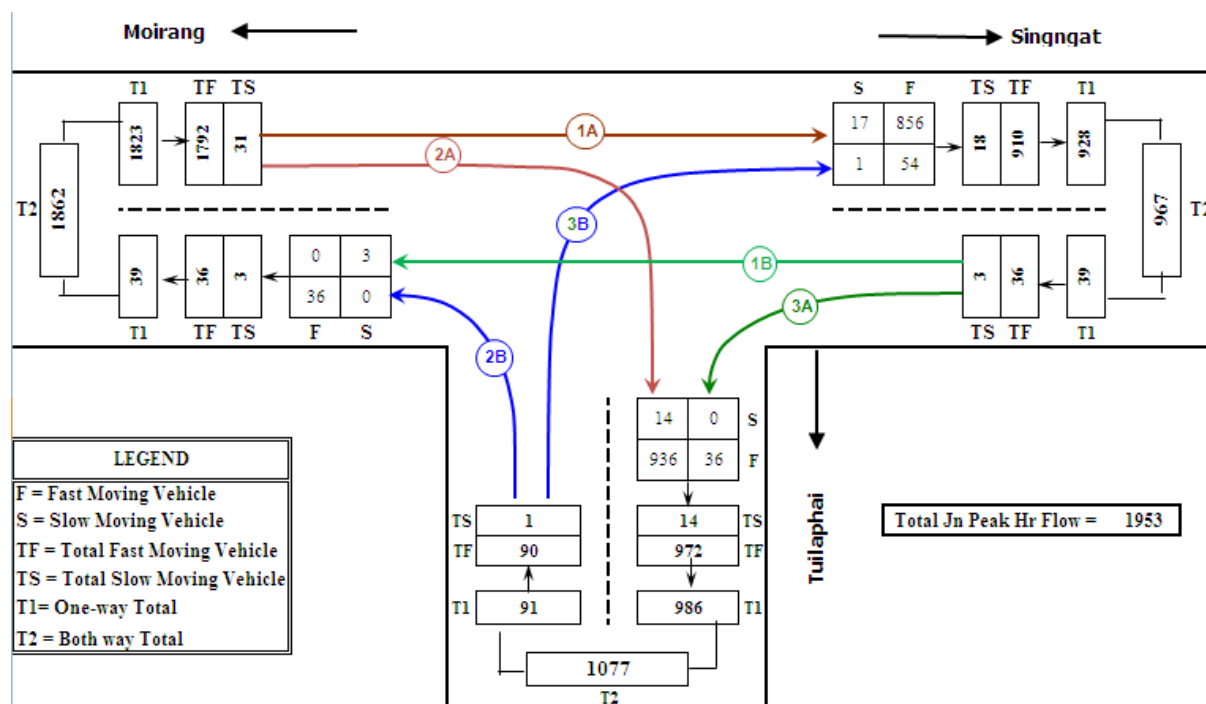 Moirang
Singngat
T1 TF TS
S F TS TF T1
1823 1792 31
1A
17 856
18 910 928
2A
1 54
T2 1862
3B
967 T2
39 36 3
0 3
1B
3 36 39
36 0
3A
T1 TF TS F S
2B
TS TF T1
14 0 S
936 36 F
LEGEND
F = Fast Moving Vehicle
S = Slow Moving Vehicle
TF = Total Fast Moving Vehicle
TS = Total Slow Moving Vehicle
T1= One-way Total
T2 = Both way Total
TS 1 14 TS
TF 90 972 TF
T1 91 986 T1
1077
T2
Tuilaphai
Total Jn Peak Hr Flow = 1953